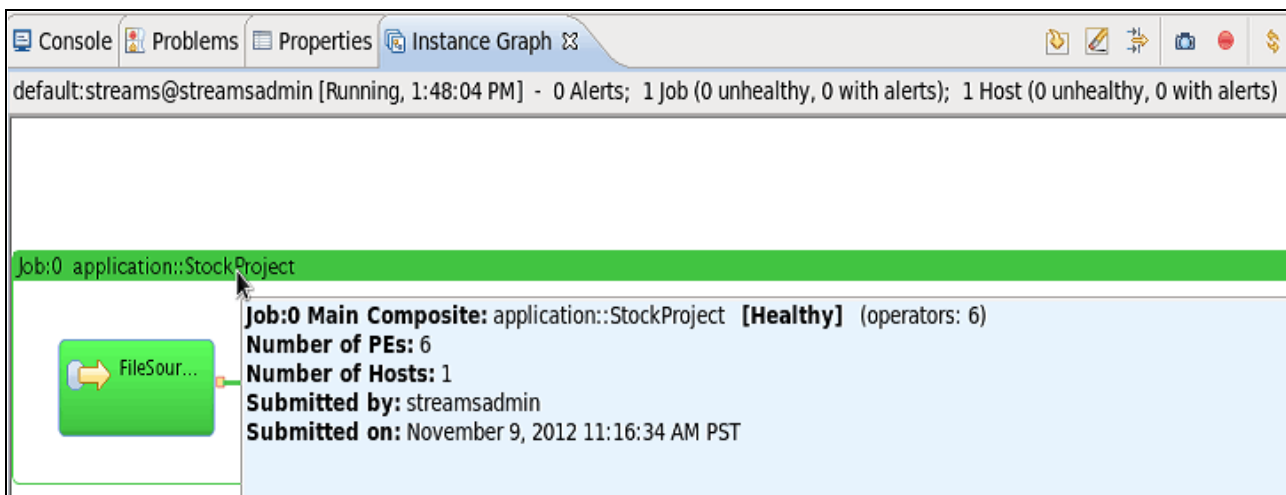 Console Problems Properties Instance Graph
default:streams@streamsadmin [Running, 1:48:04 PM] - 0 Alerts; 1 Job (0 unhealthy, 0 with alerts); 1 Host (0 unhealthy, 0 with alerts)
Job:0 application::StockProject
Job:0 Main Composite: application::StockProject [Healthy] (operators: 6)
Number of PEs: 6
FileSour...
Number of Hosts: 1
Submitted by: streamsadmin
Submitted on: November 9, 2012 11:16:34 AM PST